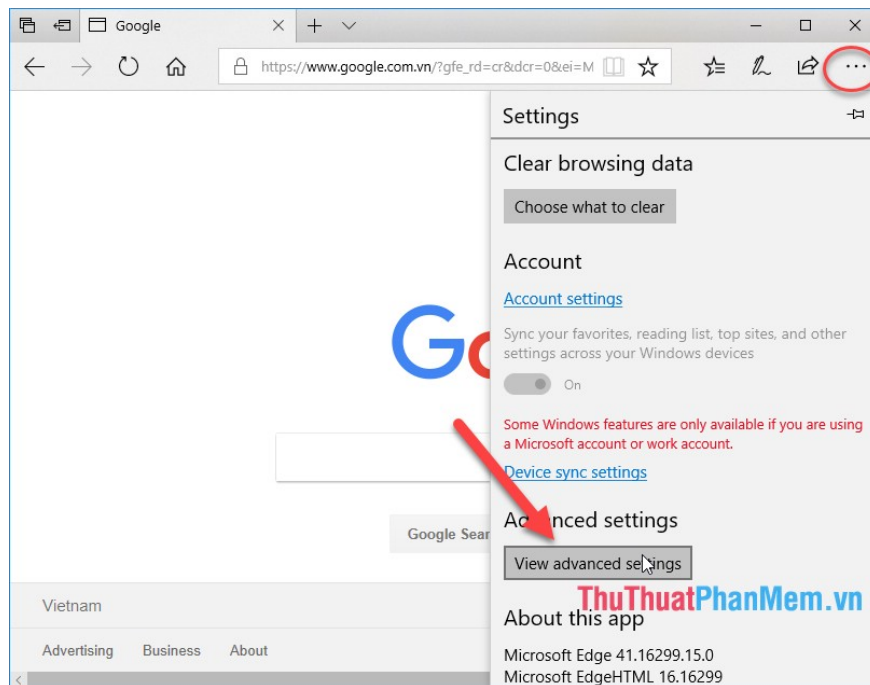 Google
https://www.google.com.vn/?gfe_rd=cr&dcr=0&ei=M
Settings
Clear browsing data
Choose what to clear
Account
Account settings
Sync your favorites, reading list, top sites, and other
settings across your Windows devices
On
Some Windows features are only available if you are using
a Microsoft account or work account.
Device sync settings
Go
Google Sear
Advanced settings
View advanced settings
ThuThuatPhanMem.vn
About this app
Microsoft Edge 41.16299.15.0
Microsoft EdgeHTML 16.16299
Vietnam
Advertising Business About